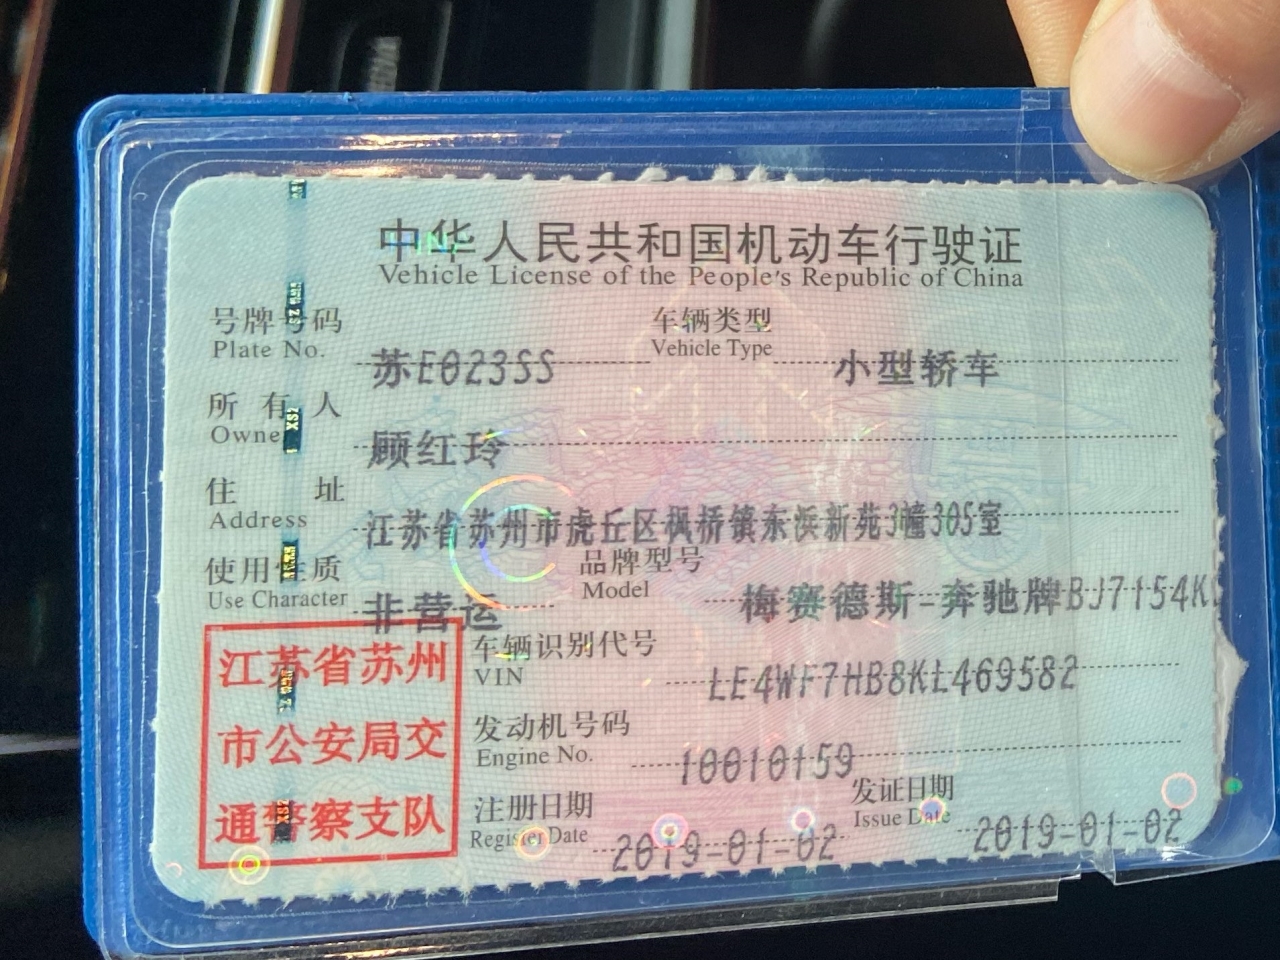 中华人民共和国机动车行驶证
Vehicle License of the People's Republic of China
号牌号码 苏E023SS 车辆类型 小型轿车
Plate No. Vehicle Type
所有人 顾红玲
Owner
住址 江苏省苏州市虎丘区枫桥镇东浜新苑3幢305室
Address
使用性质 非营运 品牌型号 梅赛德斯-奔驰牌BJ7154K
Use Character Model
江苏省苏州
市公安局交
通警察支队
车辆识别代号 LE4WF7HB8KL469582
VIN
发动机号码 10010159
Engine No.
注册日期 2019-01-02 发证日期 2019-01-02
Register Date Issue Date